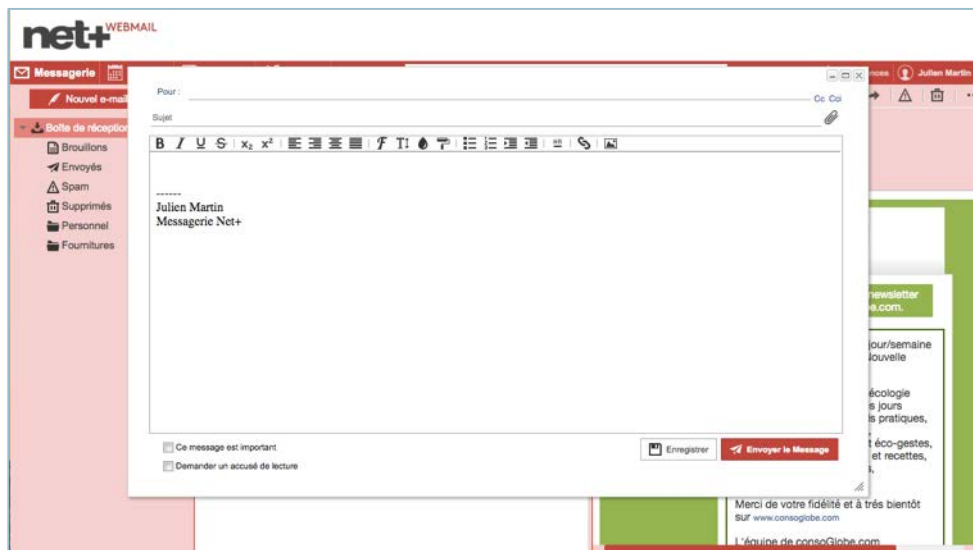 net+ WEBMAIL
Messagerie
Julien Martin
Nouvel e-mail
Boîte de réception
Brouillons
Envoyés
Spam
Supprimés
Personnel
Fournitures
Pour :
Cc Cci
Sujet
B I U S x₂ x²
------
Julien Martin
Messagerie Net+
Ce message est important
Demander un accusé de lecture
Enregistrer
Envoyer le Message
newsletter
jour/semaine
écologie
jours
pratiques,
éco-gestes,
et recettes,
Merci de votre fidélité et à trés bientôt
sur www.consoglobe.com
L'équipe de consoGlobe.com